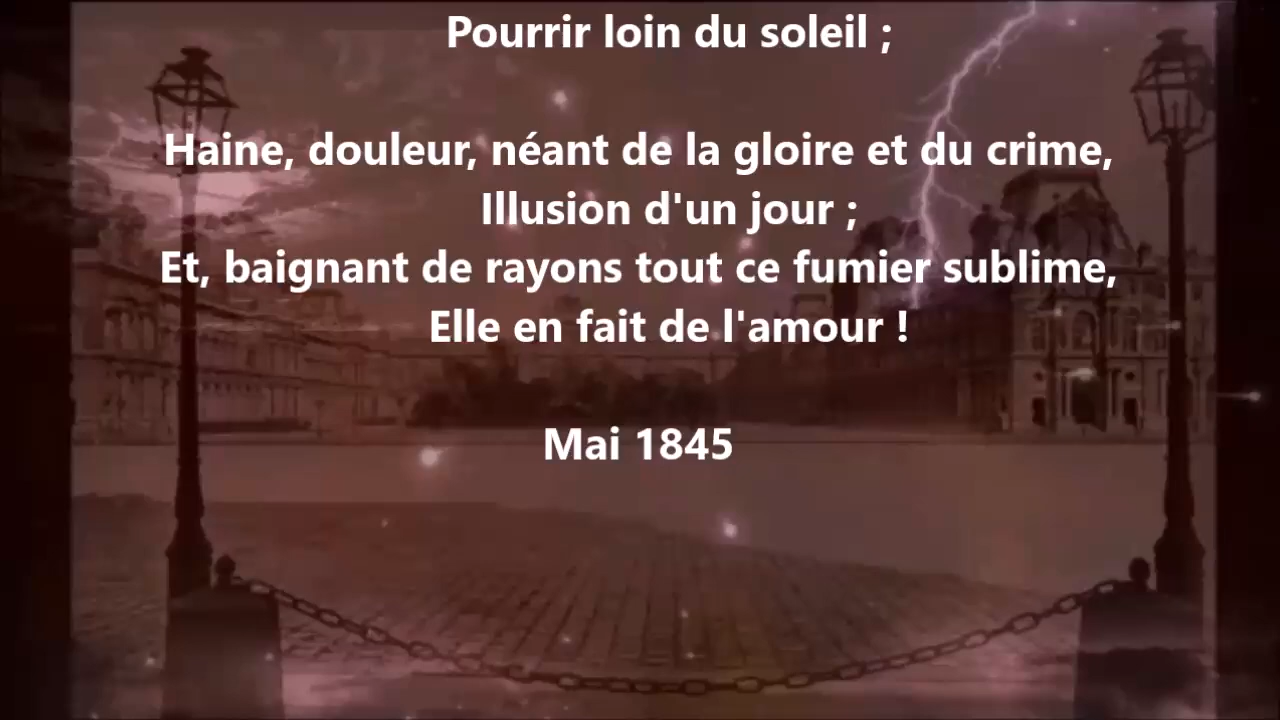 Pourrir loin du soleil ;
Haine, douleur, néant de la gloire et du crime,
Illusion d'un jour ;
Et, baignant de rayons tout ce fumier sublime,
Elle en fait de l'amour !
Mai 1845